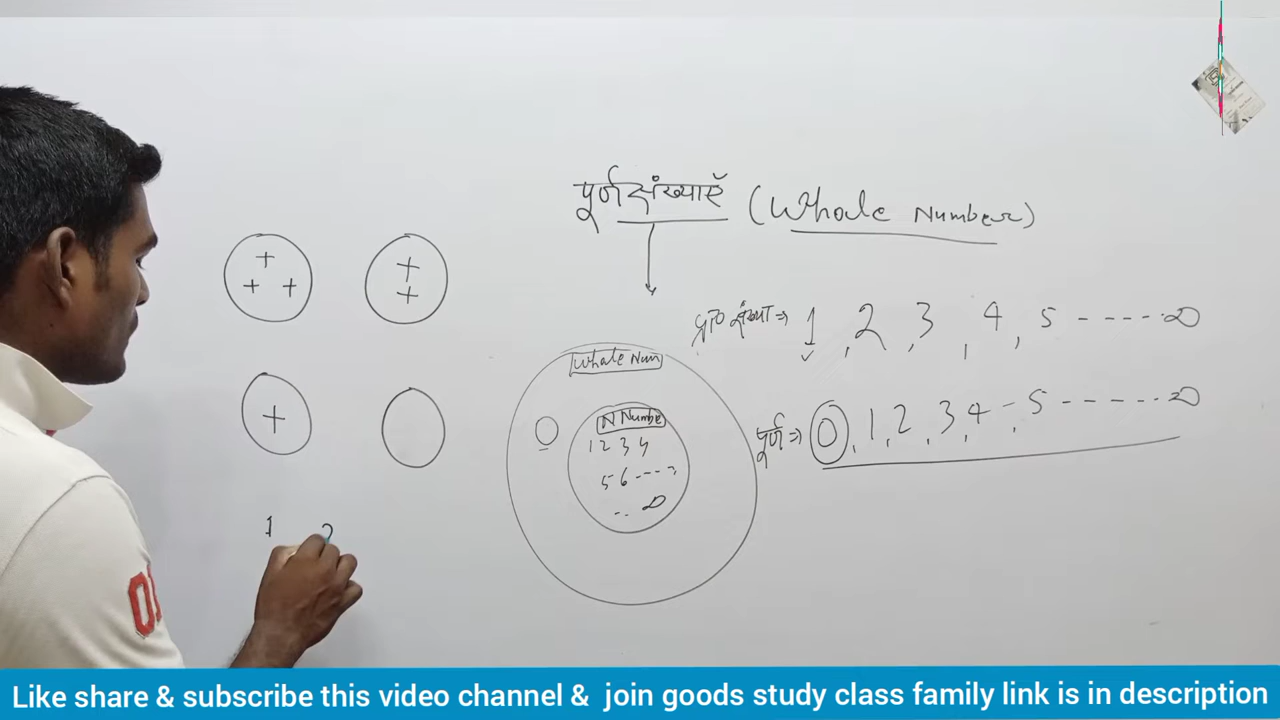 पूर्ण संख्याएँ (Whole Number)
प्रा० संख्या ⇒ 1, 2, 3, 4, 5 - - - - - ∞
Whole Num
पूर्ण ⇒ 0, 1, 2, 3, 4 - 5 - - - - - - ∞
0
N Numbe
1 2 3 4
5 6 - - - -
- - ∞
+ + +
+ +
+
1 2
Like share & subscribe this video channel & join goods study class family link is in description